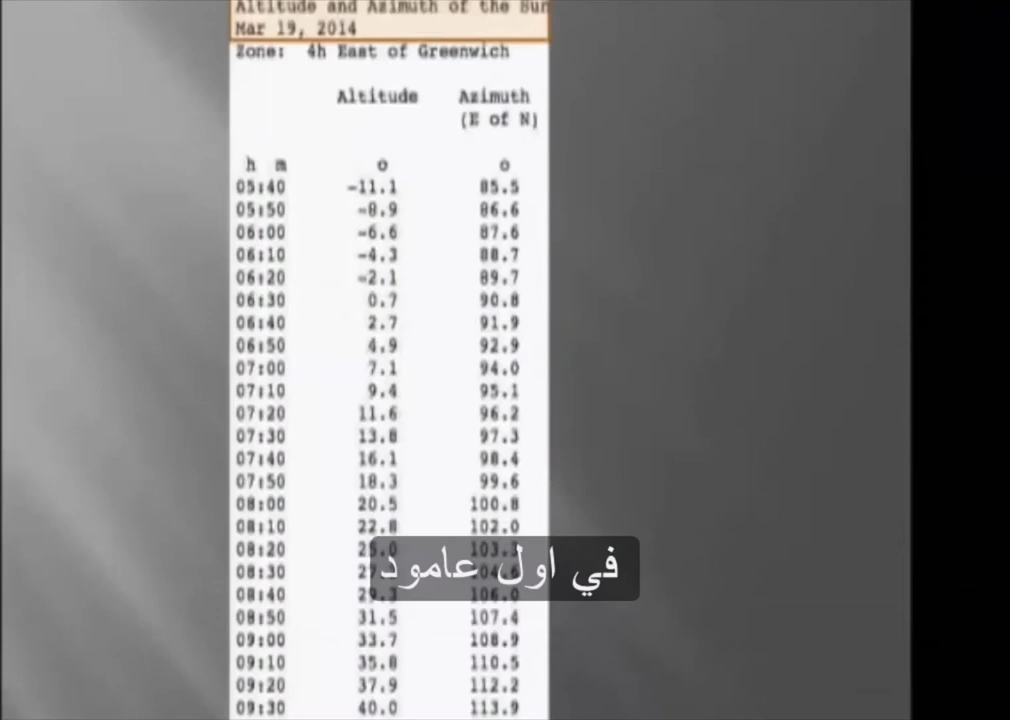 Altitude and Azimuth of the Sun
Mar 19, 2014
Zone: 4h East of Greenwich
Altitude Azimuth
(E of N)
h m o o
05:40 -11.1 85.5
05:50 -8.9 86.6
06:00 -6.6 87.6
06:10 -4.3 88.7
06:20 -2.1 89.7
06:30 0.7 90.8
06:40 2.7 91.9
06:50 4.9 92.9
07:00 7.1 94.0
07:10 9.4 95.1
07:20 11.6 96.2
07:30 13.8 97.3
07:40 16.1 98.4
07:50 18.3 99.6
08:00 20.5 100.8
08:10 22.8 102.0
08:20 25.0 103.3
في اول عامود
08:30
08:40 29.3 106.0
08:50 31.5 107.4
09:00 33.7 108.9
09:10 35.8 110.5
09:20 37.9 112.2
09:30 40.0 113.9